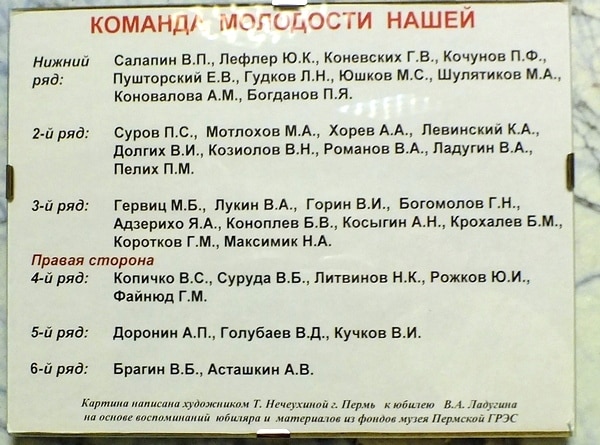 КОМАНДА МОЛОДОСТИ НАШЕЙ
Нижний ряд: Салапин В.П., Лефлер Ю.К., Коневских Г.В., Кочунов П.Ф.,
Пушторский Е.В., Гудков Л.Н., Юшков М.С., Шулятиков М.А.,
Коновалова А.М., Богданов П.Я.
2-й ряд: Суров П.С., Мотлохов М.А., Хорев А.А., Левинский К.А.,
Долгих В.И., Козиолов В.Н., Романов В.А., Ладугин В.А.,
Пелих П.М.
3-й ряд: Гервиц М.Б., Лукин В.А., Горин В.И., Богомолов Г.Н.,
Адзерихо Я.А., Коноплев Б.В., Косыгин А.Н., Крохалев Б.М.,
Коротков Г.М., Максимик Н.А.
Правая сторона
4-й ряд: Копичко В.С., Суруда В.Б., Литвинов Н.К., Рожков Ю.И.,
Файнюд Г.М.
5-й ряд: Доронин А.П., Голубаев В.Д., Кучков В.И.
6-й ряд: Брагин В.Б., Асташкин А.В.
Картина написана художником Т. Нечеухиной г. Пермь к юбилею В.А. Ладугина
на основе воспоминаний юбиляра и материалов из фондов музея Пермской ГРЭС